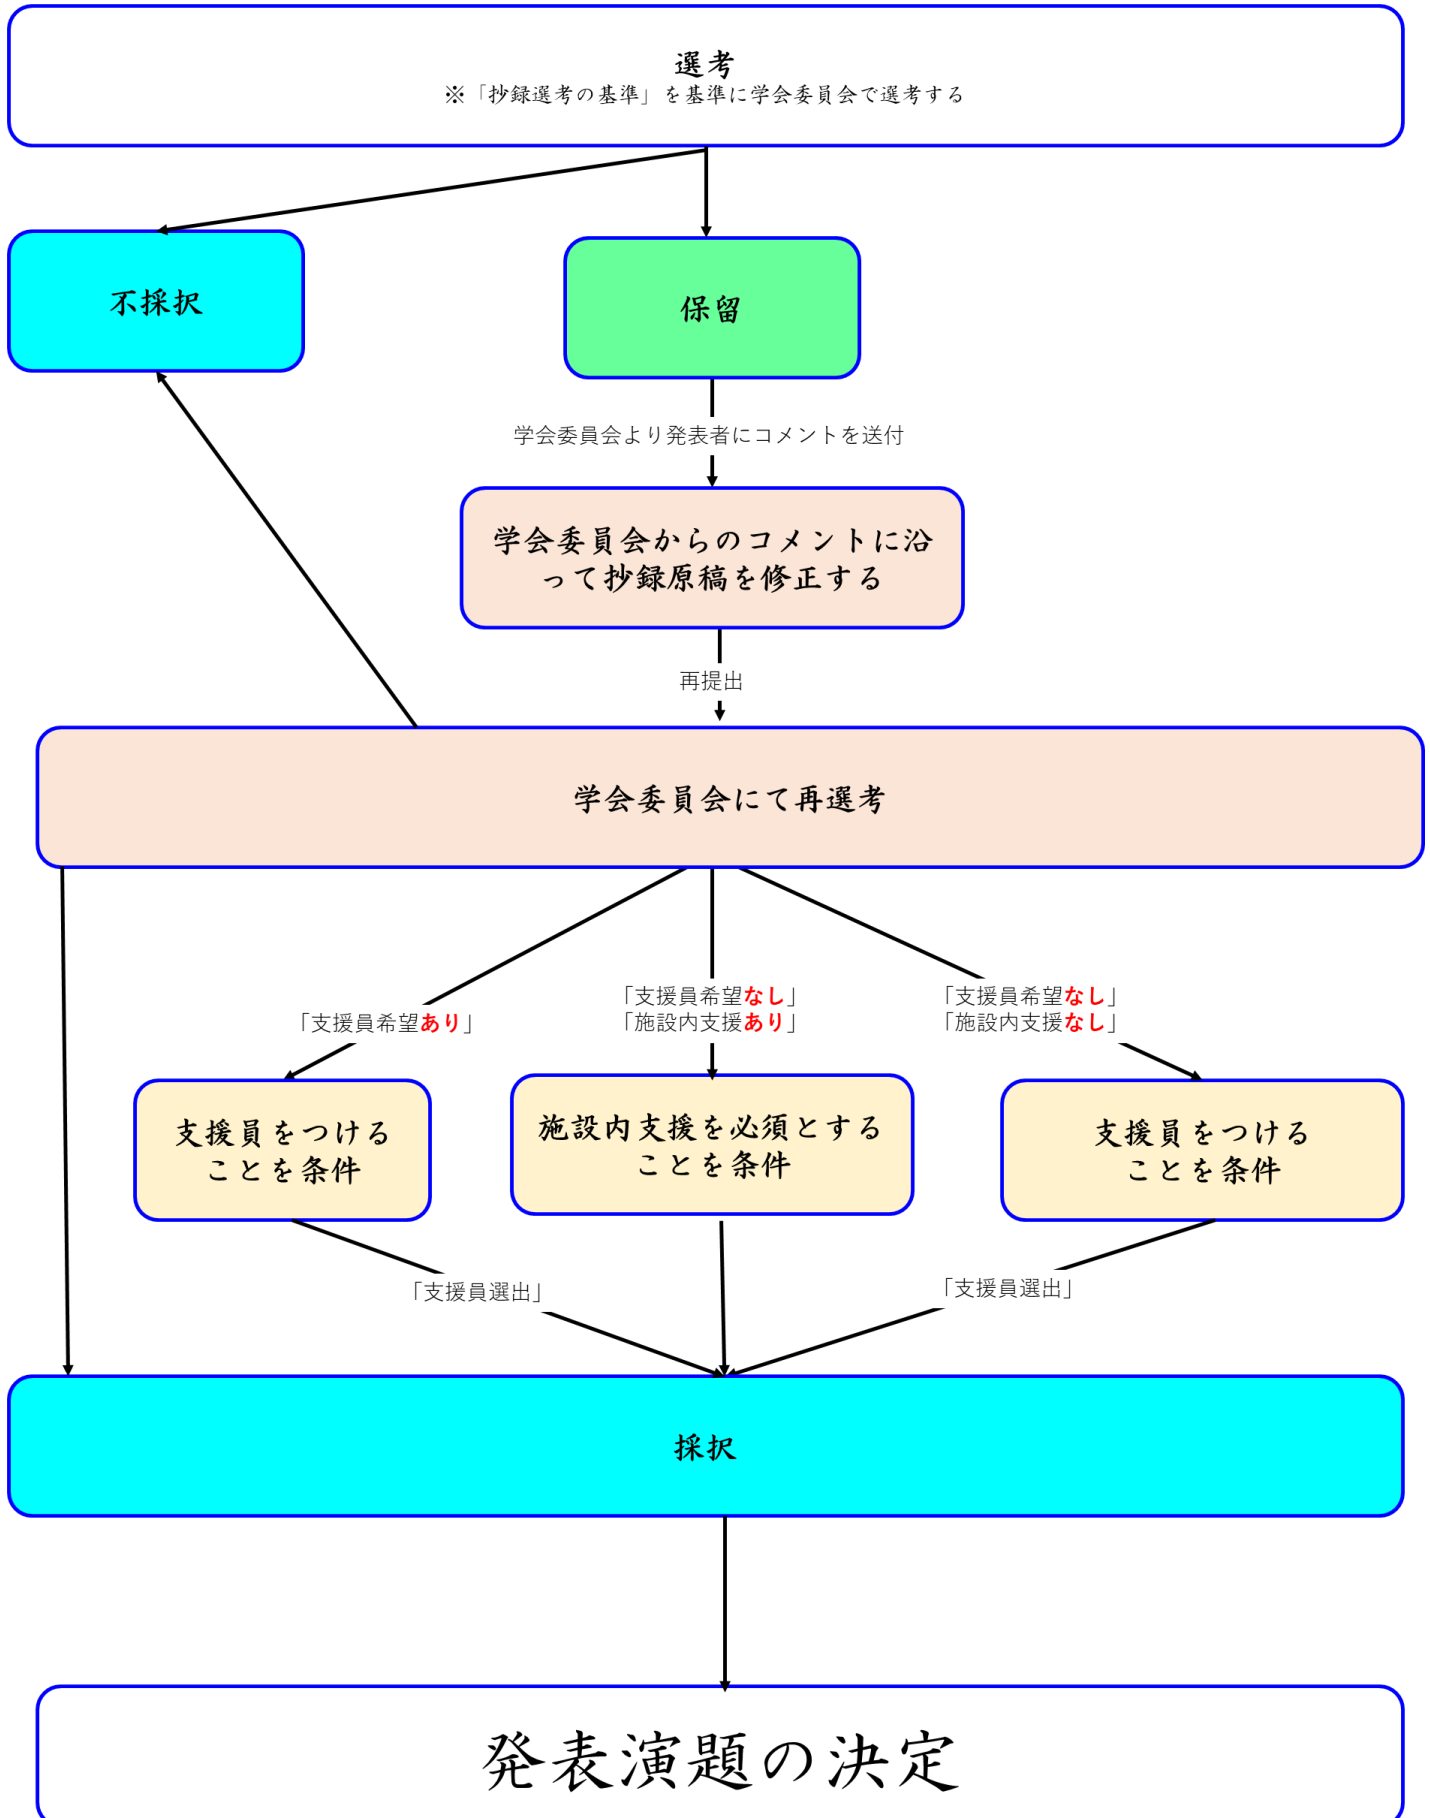 選考
※「抄録選考の基準」を基準に学会委員会で選考する
不採択
保留
学会委員会より発表者にコメントを送付
学会委員会からのコメントに沿
って抄録原稿を修正する
再提出
学会委員会にて再選考
「支援員希望あり」
「支援員希望なし」
「施設内支援あり」
「支援員希望なし」
「施設内支援なし」
支援員をつける
ことを条件
施設内支援を必須とする
ことを条件
支援員をつける
ことを条件
「支援員選出」
「支援員選出」
採択
発表演題の決定